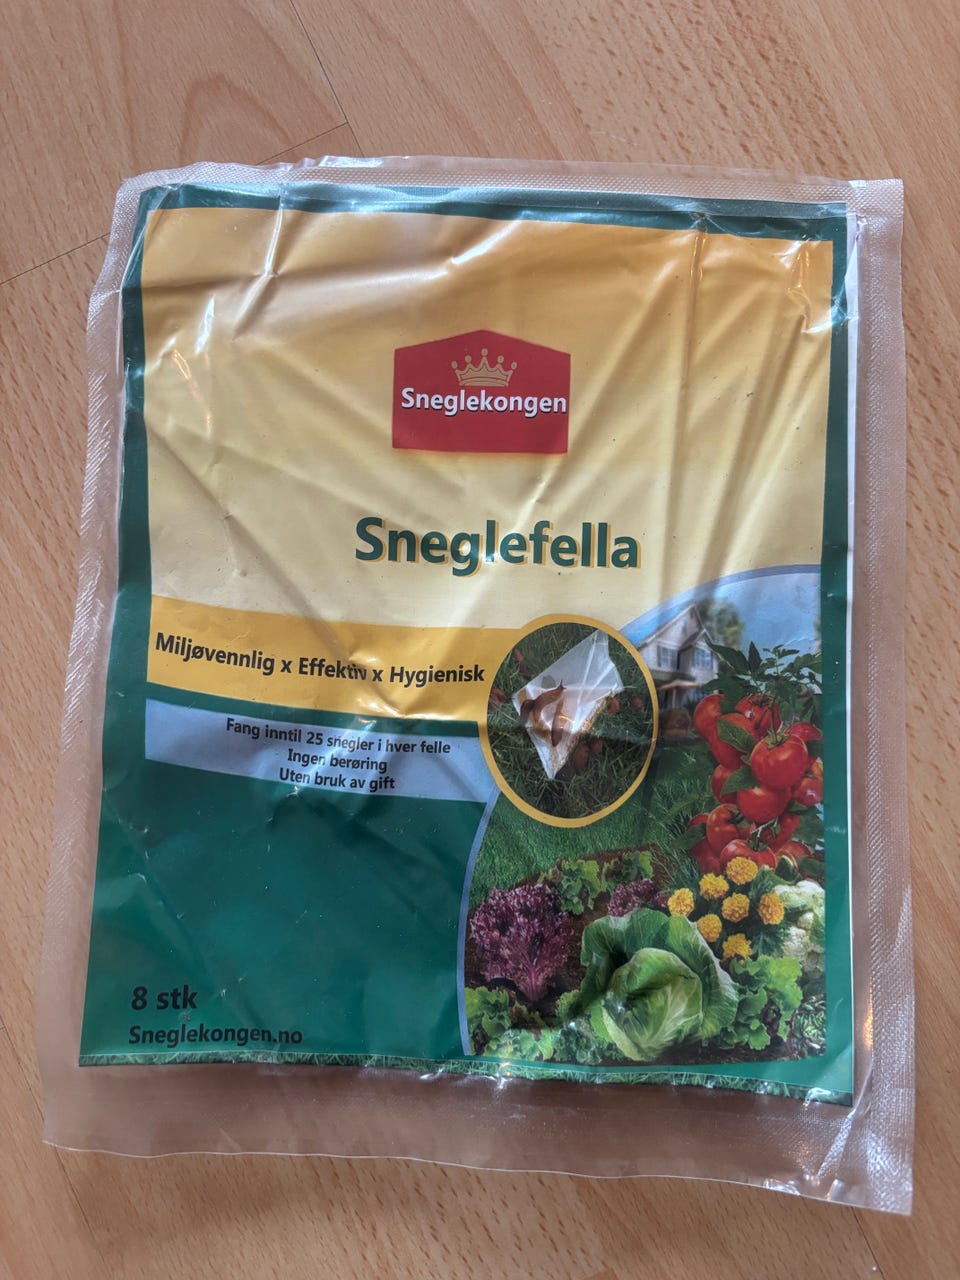 Sneglekongen
Sneglefella
Miljøvennlig x Effektiv x Hygienisk
Fang inntil 25 snegler i hver felle
Ingen berøring
Uten bruk av gift
8 stk
Sneglekongen.no